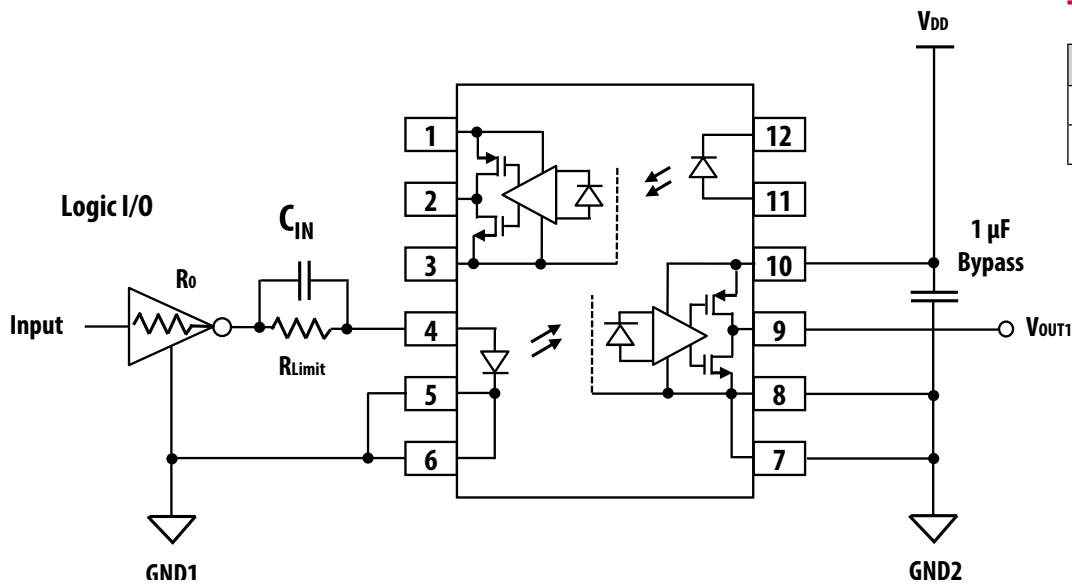 VDD
1
12
2
11
Logic I/O
CIN
3
10
1 µF
Bypass
R0
Input
4
9
VOUT1
RLimit
5
8
6
7
GND1
GND2